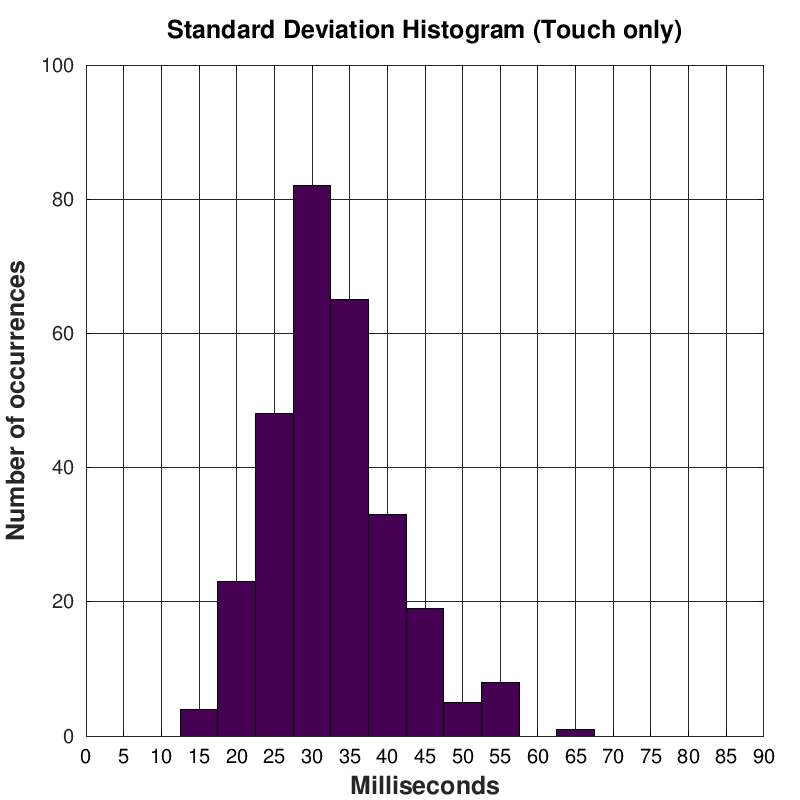 Standard Deviation Histogram (Touch only)
100
80
60
40
20
0
Number of occurrences
0 5 10 15 20 25 30 35 40 45 50 55 60 65 70 75 80 85 90
Milliseconds